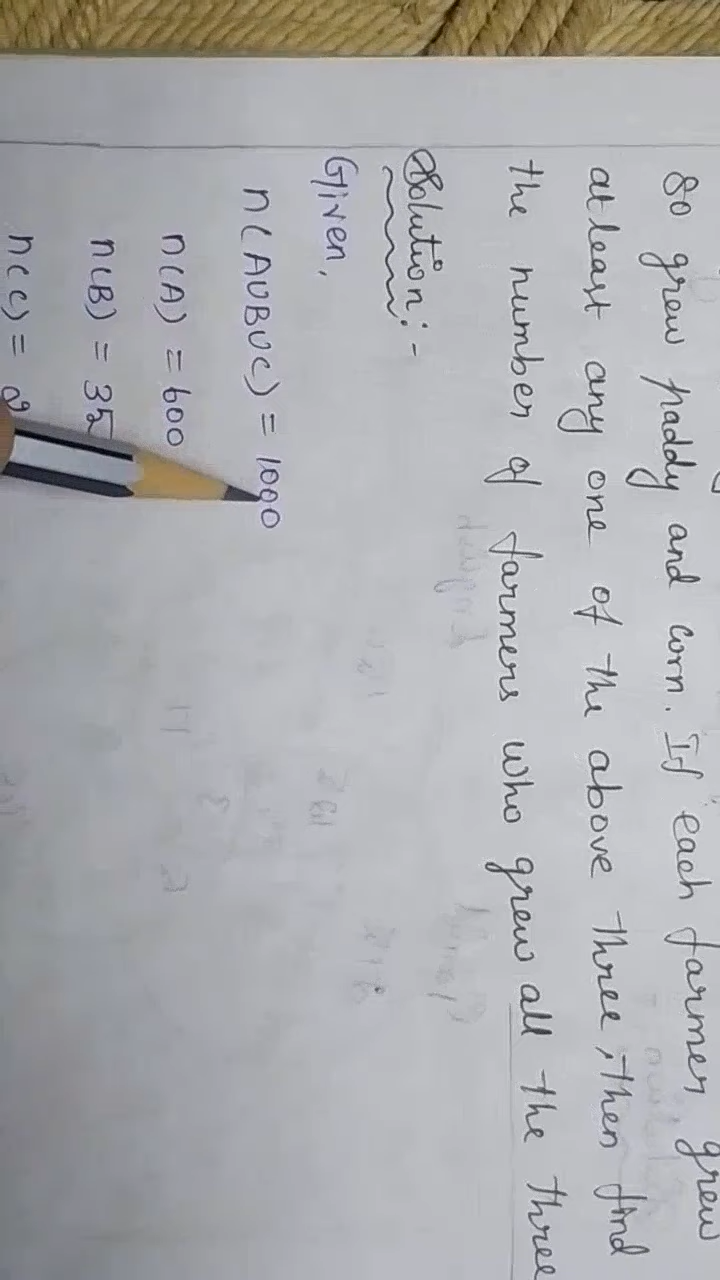 80 grew paddy and corn. If each farmer grew
atleast any one of the above three, then find
the number of farmers who grew all the three
Solution:-
Given,
n(AUBUC) = 1000
n(A) = 600
n(B) = 35
n(C) =